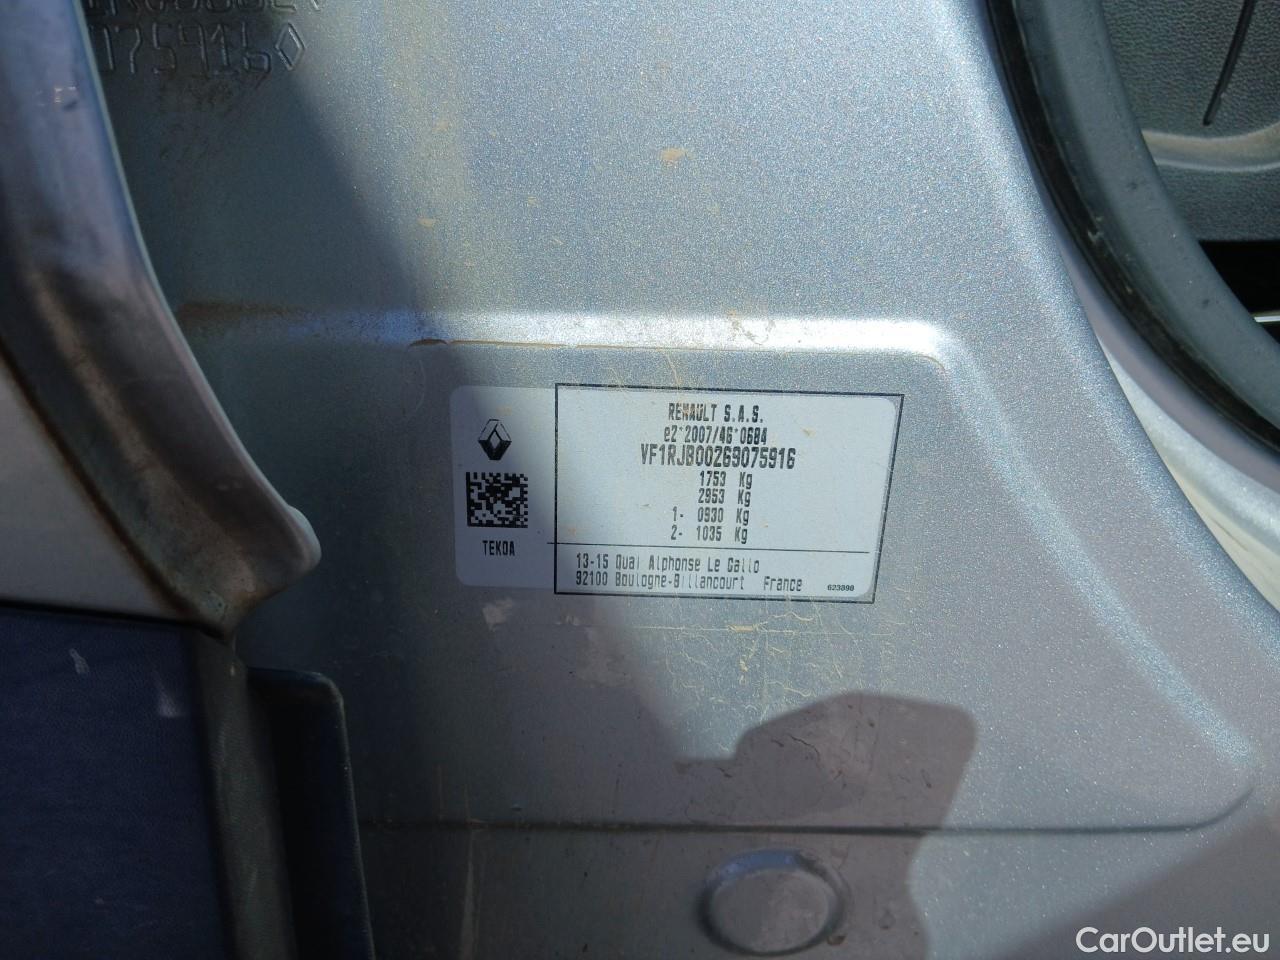 075916
RENAULT S.A.S.
e2*2007/46*0684
VF1RJB00269075916
1753 Kg
2953 Kg
1- 0930 Kg
2- 1035 Kg
TEKOA
13-15 Quai Alphonse Le Gallo
92100 Boulogne-Billancourt France
623898
CarOutlet.eu